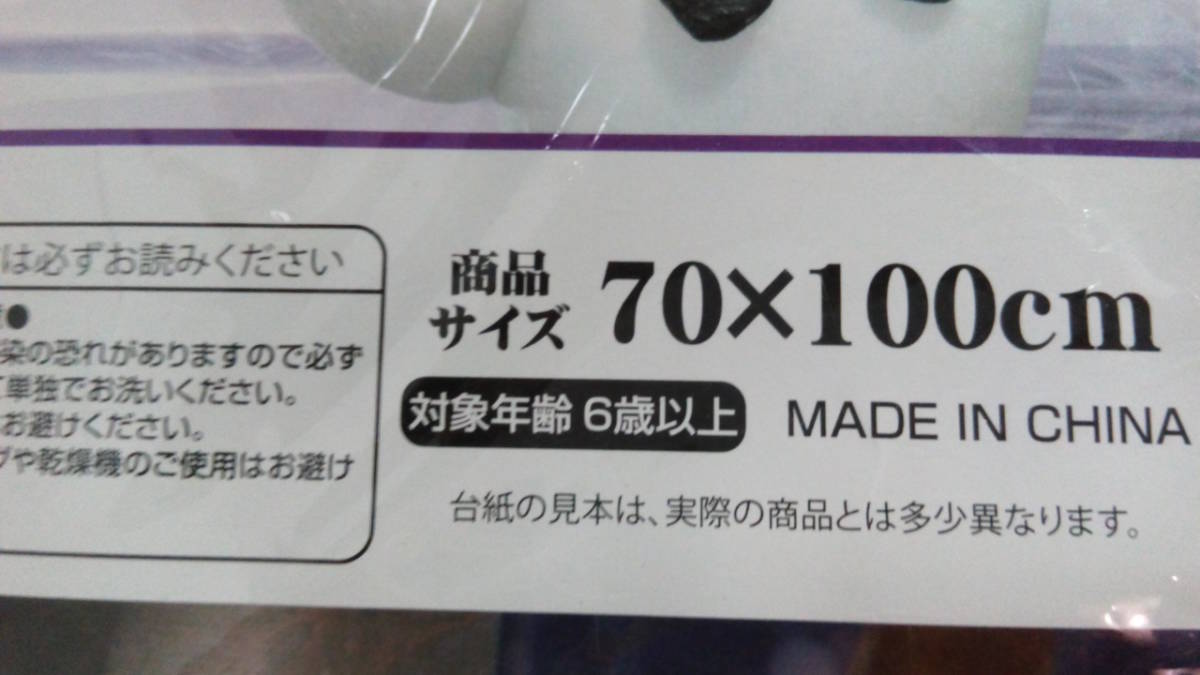 は必ずお読みください
●
染の恐れがありますので必ず
単独でお洗いください。
お避けください。
や乾燥機のご使用はお避け
商品
サイズ
70×100cm
対象年齢 6歳以上
MADE IN CHINA
台紙の見本は、実際の商品とは多少異なります。